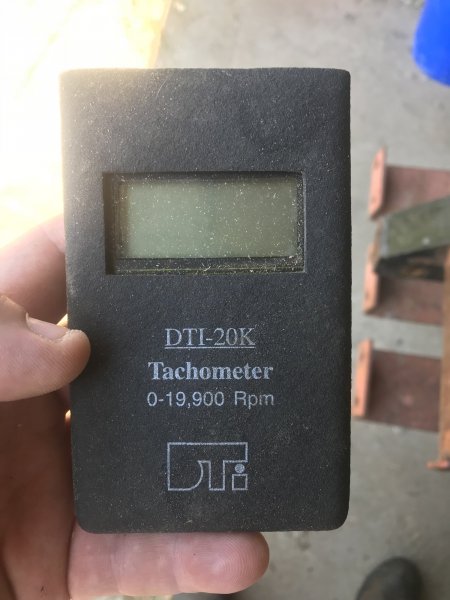 DTI-20K
Tachometer
0-19,900 Rpm
DTi